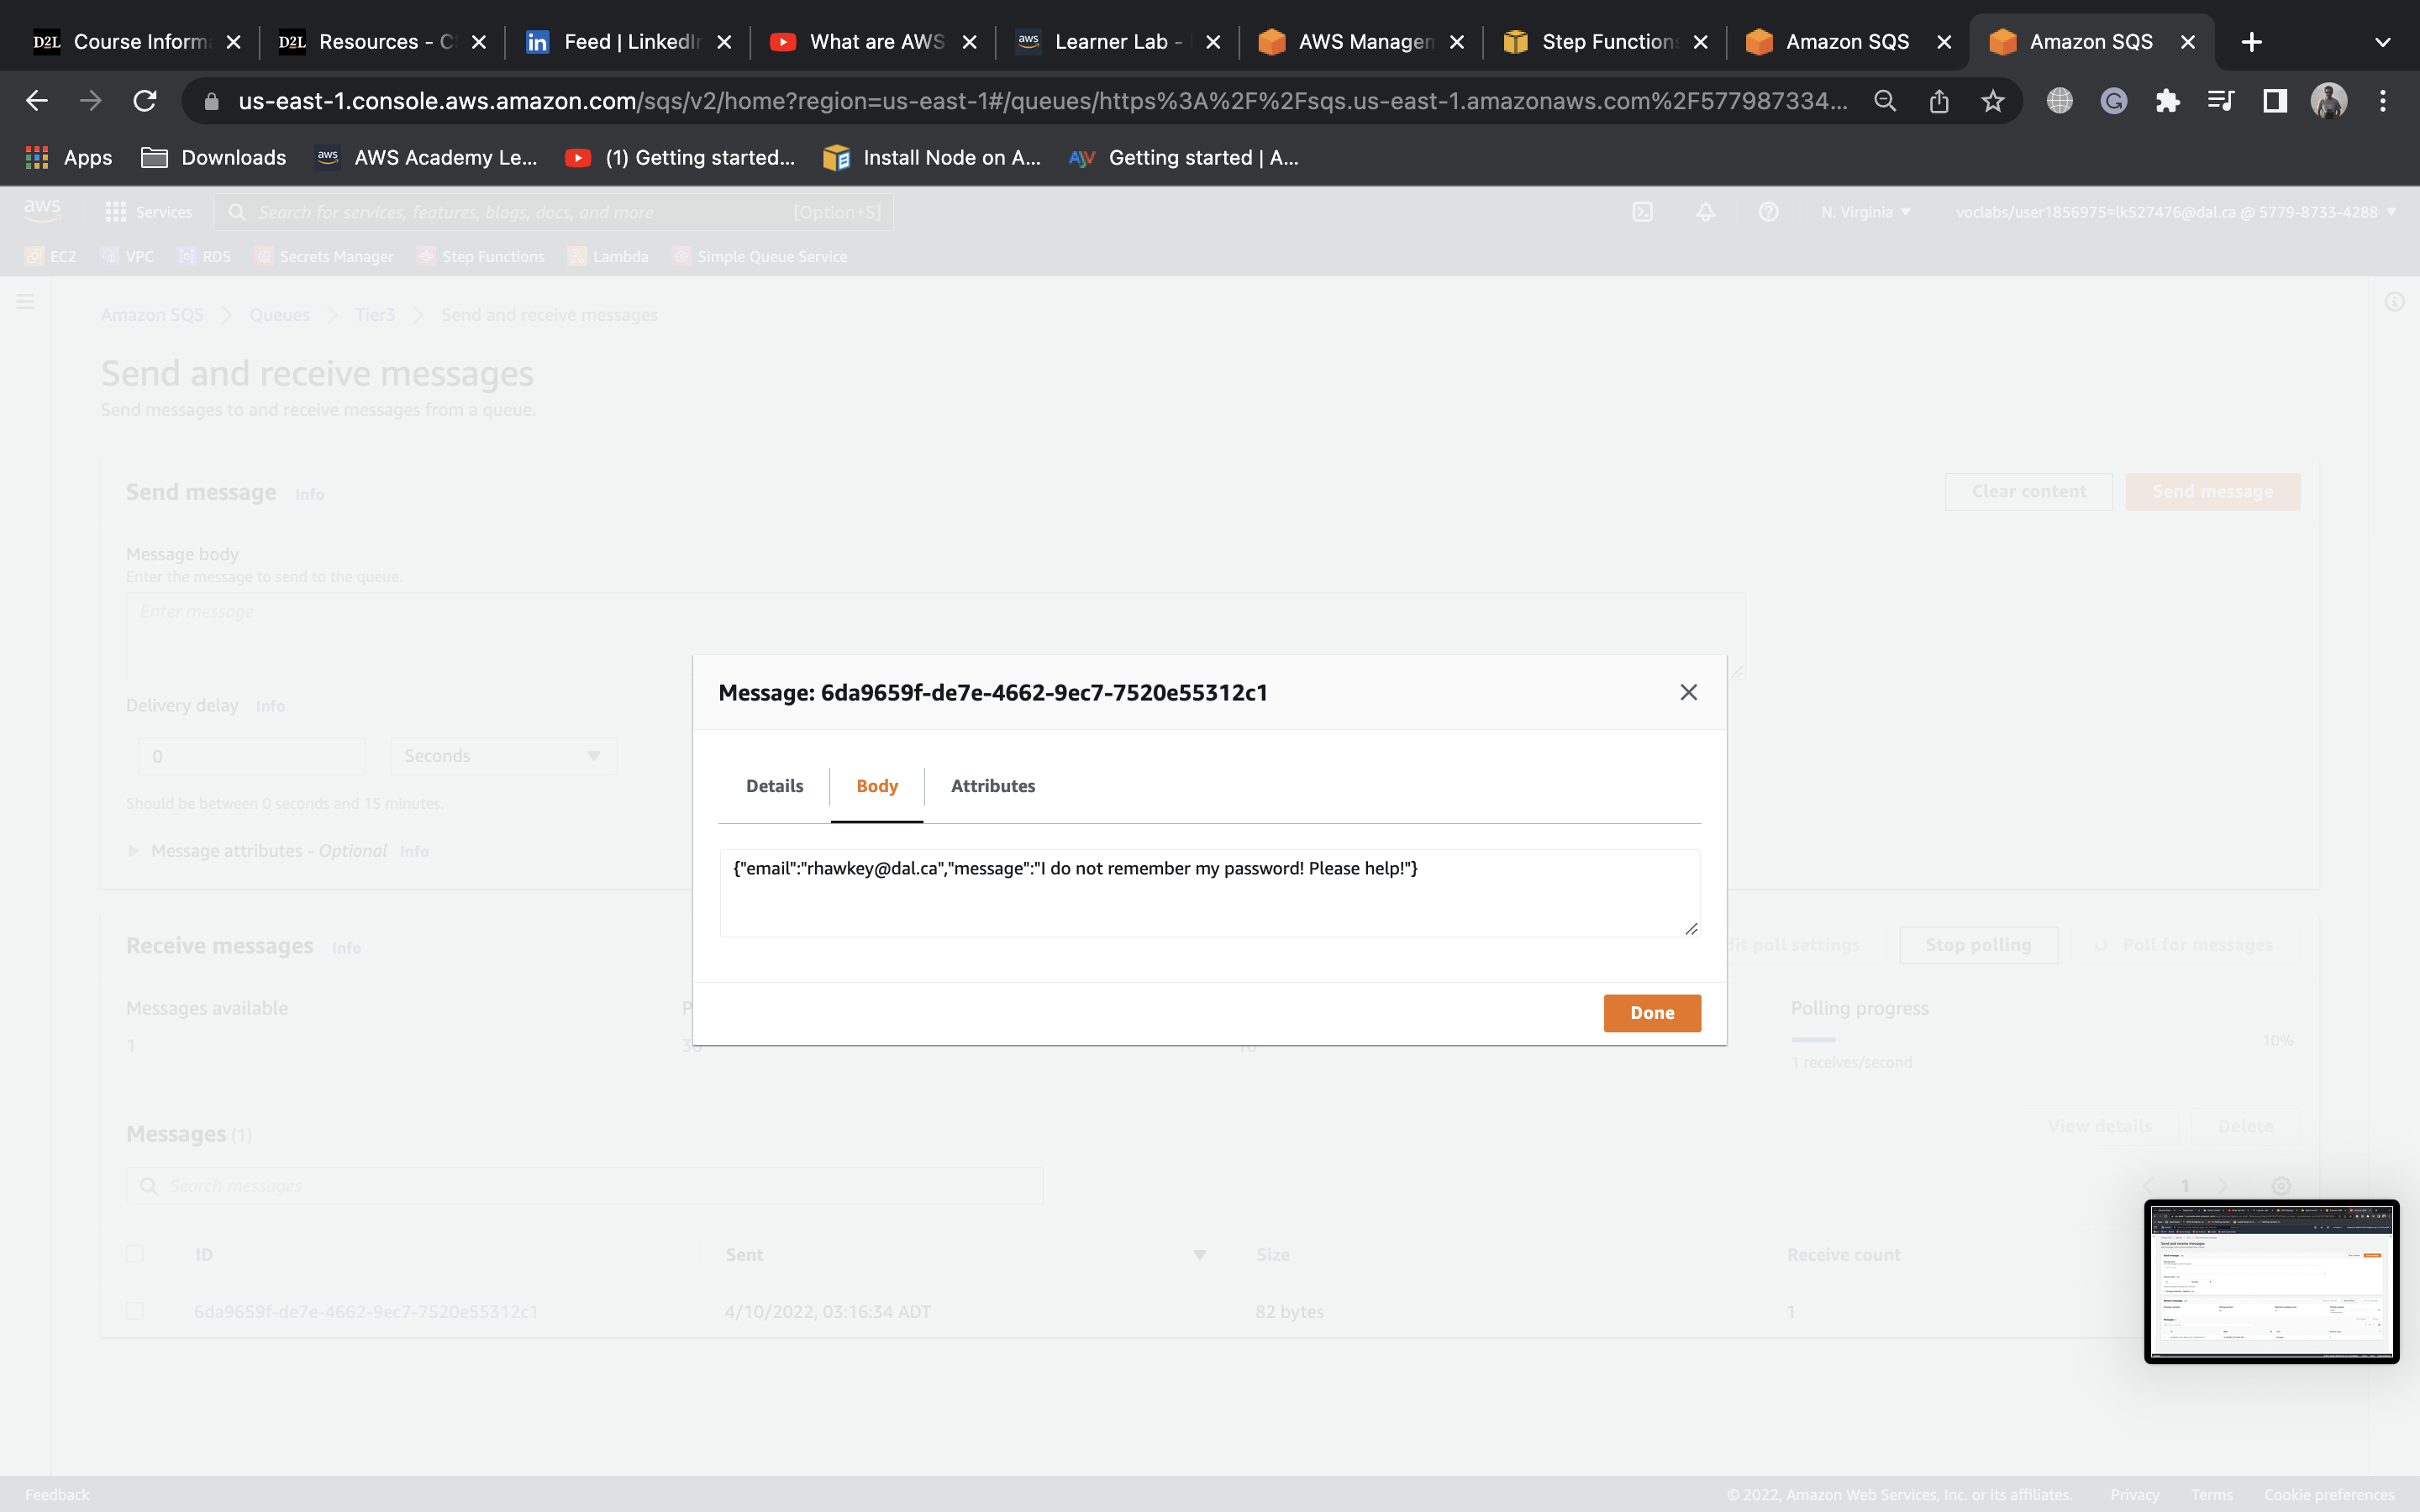 D2L Course Inform
D2L Resources - C
in Feed | LinkedIn
What are AWS
aws Learner Lab -
AWS Managem
Step Functions
Amazon SQS
Amazon SQS
us-east-1.console.aws.amazon.com/sqs/v2/home?region=us-east-1#/queues/https%3A%2F%2Fsqs.us-east-1.amazonaws.com%2F577987334...
Apps Downloads aws AWS Academy Le... (1) Getting started... Install Node on A... AJV Getting started | A...
aws Services Search for services, features, blogs, docs, and more [Option+S] N. Virginia voclabs/user1856975=lk527476@dal.ca @ 5779-8733-4288
EC2 VPC RDS Secrets Manager Step Functions Lambda Simple Queue Service
Amazon SQS Queues Tier3 Send and receive messages
Send and receive messages
Send messages to and receive messages from a queue.
Send message Info Clear content Send message
Message body
Enter the message to send to the queue.
Enter message
Delivery delay Info
0 Seconds
Should be between 0 seconds and 15 minutes.
Message attributes - Optional Info
Message: 6da9659f-de7e-4662-9ec7-7520e55312c1
Details Body Attributes
{"email":"rhawkey@dal.ca","message":"I do not remember my password! Please help!"}
Done
Receive messages Info dit poll settings Stop polling Poll for messages
Messages available P Polling progress
1 30 10 10%
1 receives/second
Messages (1) View details Delete
Search messages 1
ID Sent Size Receive count
6da9659f-de7e-4662-9ec7-7520e55312c1 4/10/2022, 03:16:34 ADT 82 bytes 1
Feedback © 2022, Amazon Web Services, Inc. or its affiliates. Privacy Terms Cookie preferences